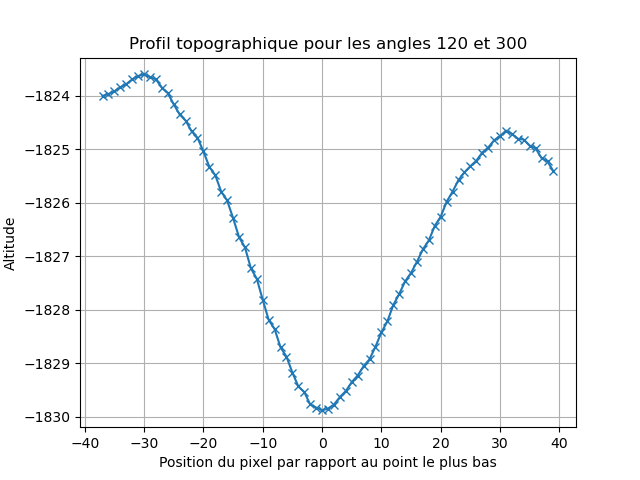 Profil topographique pour les angles 120 et 300
Altitude
−1824
−1825
−1826
−1827
−1828
−1829
−1830
−40 −30 −20 −10 0 10 20 30 40
Position du pixel par rapport au point le plus bas